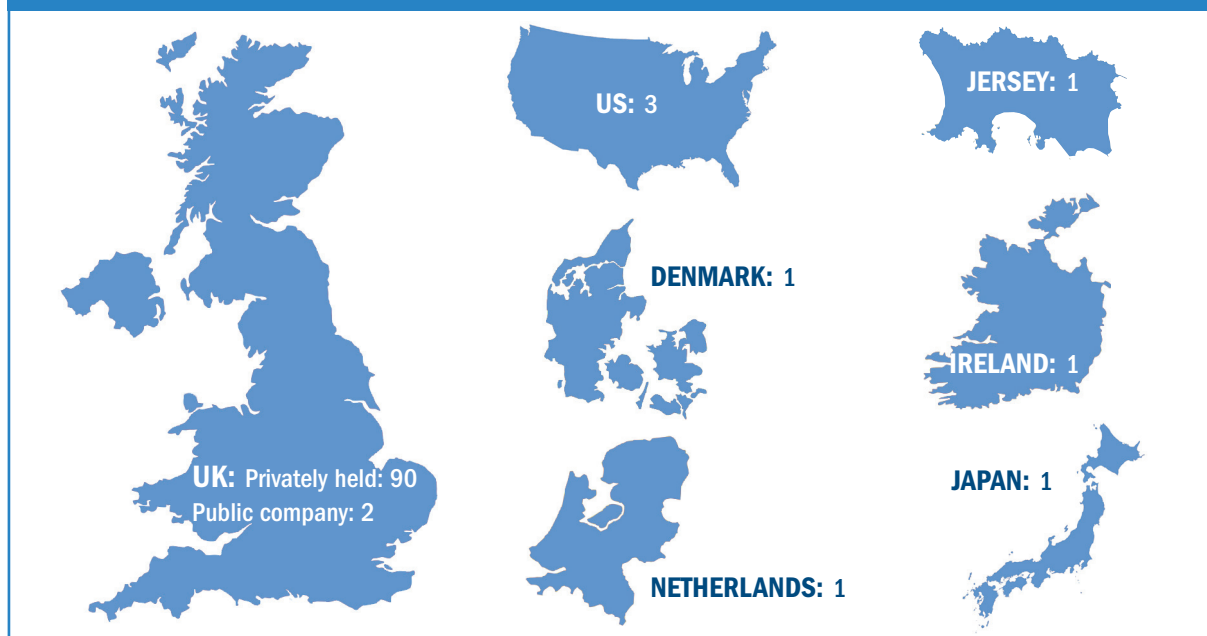 UK: Privately held: 90
Public company: 2
US: 3
JERSEY: 1
DENMARK: 1
IRELAND: 1
NETHERLANDS: 1
JAPAN: 1